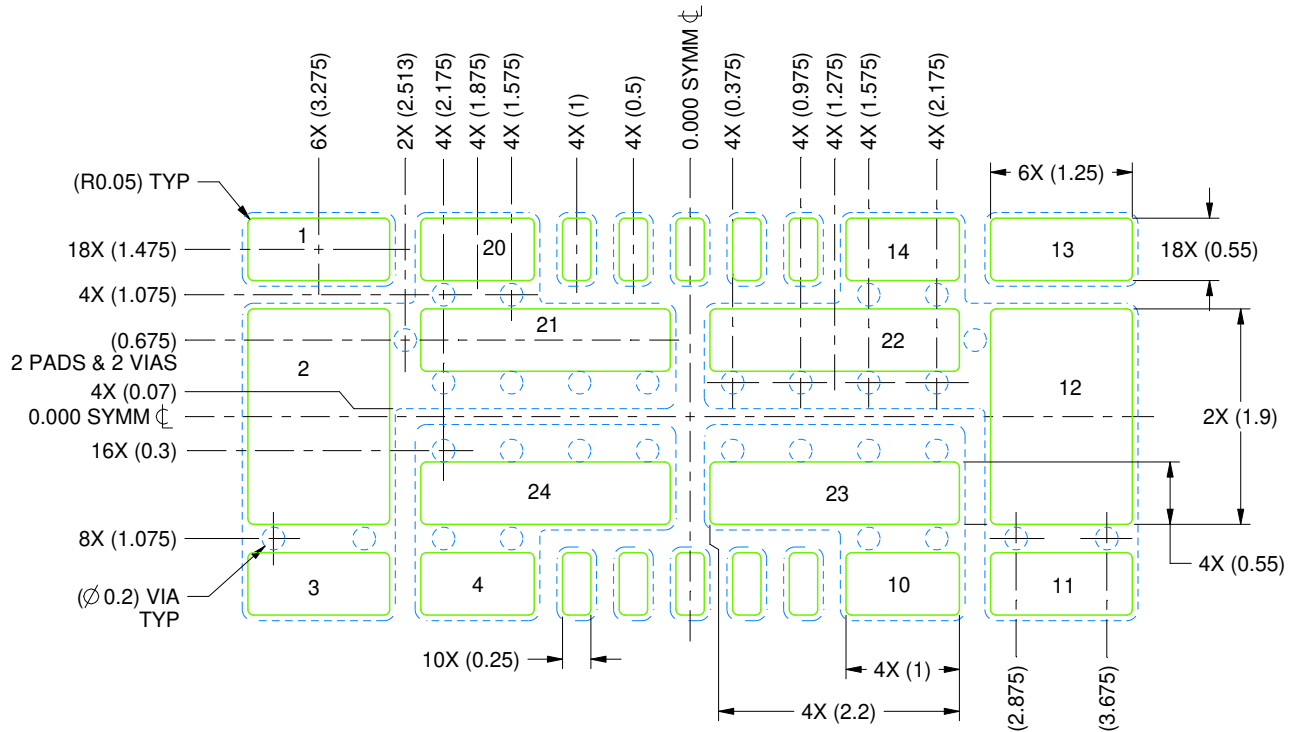 6X (3.275)
2X (2.513)
4X (2.175)
4X (1.875)
4X (1.575)
4X (1)
4X (0.5)
0.000 SYMM ℄
4X (0.375)
4X (0.975)
4X (1.275)
4X (1.575)
4X (2.175)
(R0.05) TYP
6X (1.25)
1
20
14
13
18X (1.475)
18X (0.55)
4X (1.075)
21
22
(0.675)
2 PADS & 2 VIAS
2
12
4X (0.07)
0.000 SYMM ℄
2X (1.9)
16X (0.3)
24
23
8X (1.075)
4X (0.55)
3
4
10
11
(Ø 0.2) VIA
TYP
10X (0.25)
4X (1)
4X (2.2)
(2.875)
(3.675)